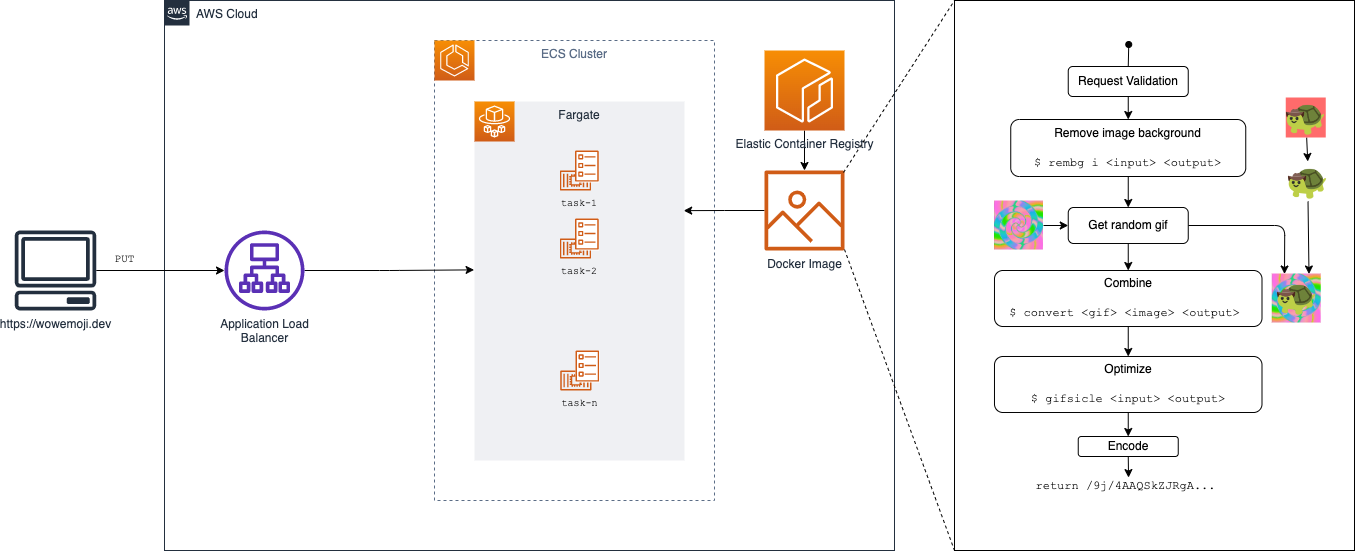 aws
AWS Cloud
ECS Cluster
Fargate
task-1
task-2
task-n
Elastic Container Registry
Docker Image
PUT
https://wowemoji.dev
Application Load
Balancer
Request Validation
Remove image background
$ rembg i <input> <output>
Get random gif
Combine
$ convert <gif> <image> <output>
Optimize
$ gifsicle <input> <output>
Encode
return /9j/4AAQSkZJRgA...